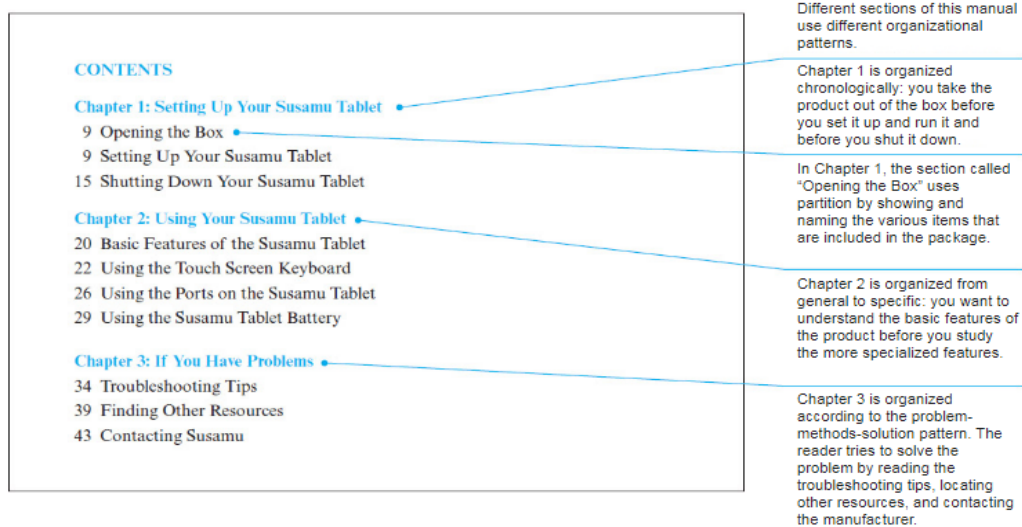 CONTENTS
Chapter 1: Setting Up Your Susamu Tablet
9 Opening the Box
9 Setting Up Your Susamu Tablet
15 Shutting Down Your Susamu Tablet
Chapter 2: Using Your Susamu Tablet
20 Basic Features of the Susamu Tablet
22 Using the Touch Screen Keyboard
26 Using the Ports on the Susamu Tablet
29 Using the Susamu Tablet Battery
Chapter 3: If You Have Problems
34 Troubleshooting Tips
39 Finding Other Resources
43 Contacting Susamu
Different sections of this manual
use different organizational
patterns.
Chapter 1 is organized
chronologically: you take the
product out of the box before
you set it up and run it and
before you shut it down.
In Chapter 1, the section called
“Opening the Box” uses
partition by showing and
naming the various items that
are included in the package.
Chapter 2 is organized from
general to specific: you want to
understand the basic features of
the product before you study
the more specialized features.
Chapter 3 is organized
according to the problem-
methods-solution pattern. The
reader tries to solve the
problem by reading the
troubleshooting tips, locating
other resources, and contacting
the manufacturer.